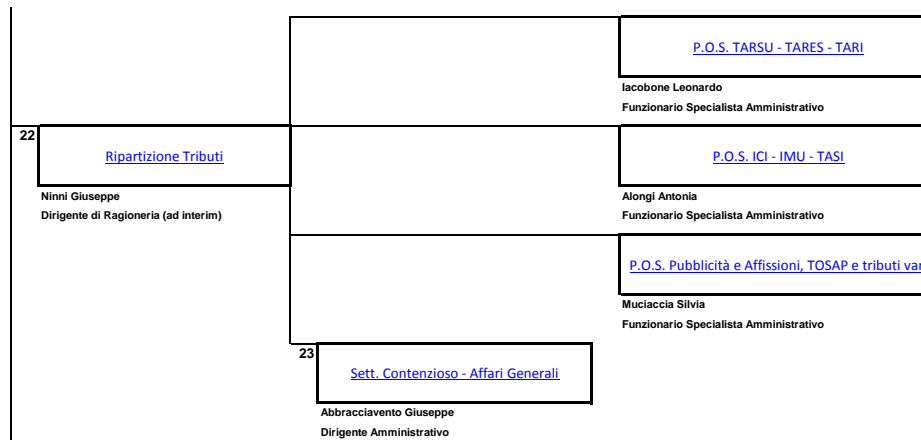 P.O.S. TARSU - TARES - TARI
Iacobone Leonardo
Funzionario Specialista Amministrativo
22
Ripartizione Tributi
P.O.S. ICI - IMU - TASI
Ninni Giuseppe
Dirigente di Ragioneria (ad interim)
Alongi Antonia
Funzionario Specialista Amministrativo
P.O.S. Pubblicità e Affissioni, TOSAP e tributi var
Muciaccia Silvia
Funzionario Specialista Amministrativo
23
Sett. Contenzioso - Affari Generali
Abbracciavento Giuseppe
Dirigente Amministrativo